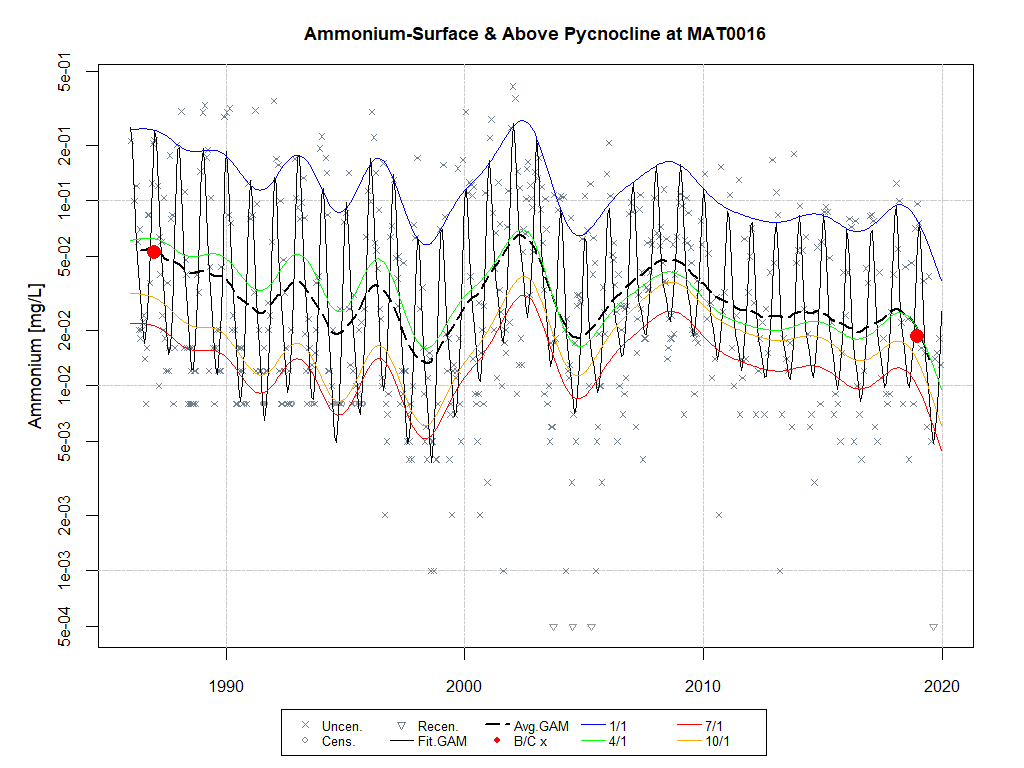 Ammonium-Surface & Above Pycnocline at MAT0016
Ammonium [mg/L]
5e-01
2e-01
1e-01
5e-02
2e-02
1e-02
5e-03
2e-03
1e-03
5e-04
1990 2000 2010 2020
Uncen. Recen. Avg.GAM 1/1 7/1
Cens. Fit.GAM B/C x 4/1 10/1